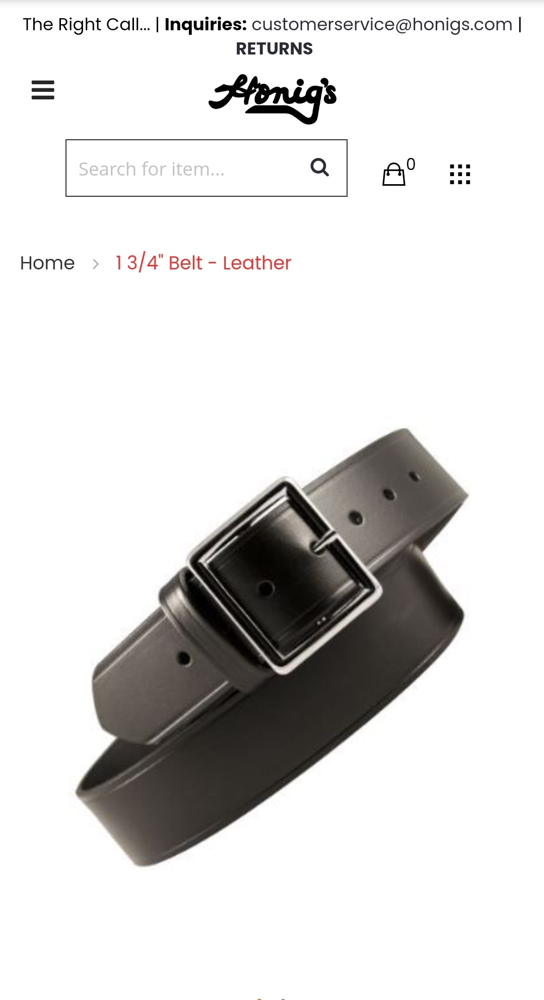 The Right Call... | Inquiries: customerservice@honigs.com |
RETURNS
Honig's
Search for item...
0
Home > 1 3/4" Belt - Leather